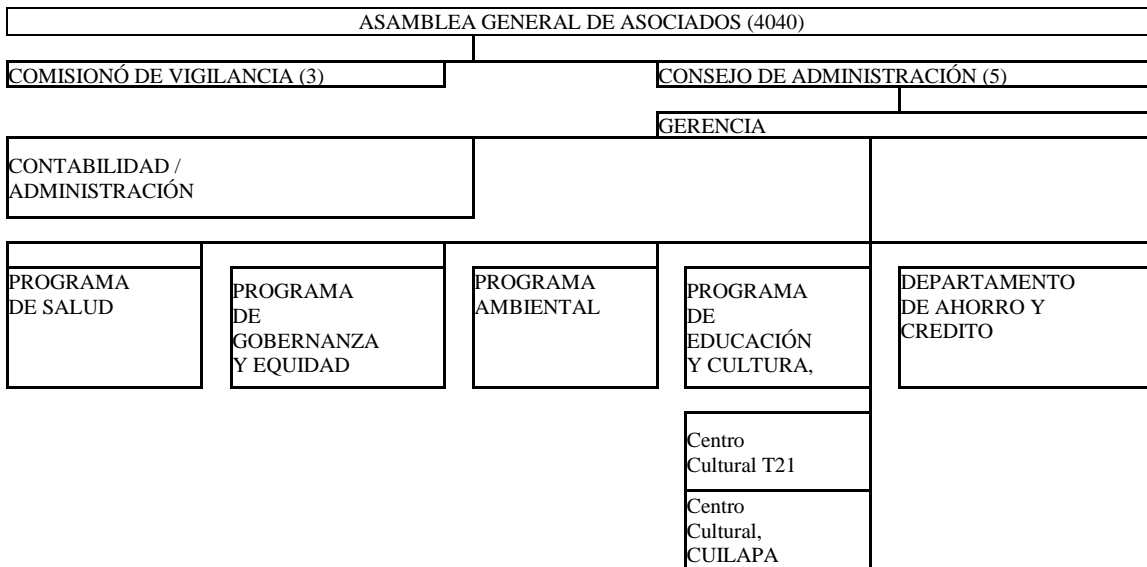 ASAMBLEA GENERAL DE ASOCIADOS (4040)
COMISIONÓ DE VIGILANCIA (3)
CONSEJO DE ADMINISTRACIÓN (5)
GERENCIA
CONTABILIDAD /
ADMINISTRACIÓN
PROGRAMA
DE SALUD
PROGRAMA
DE
GOBERNANZA
Y EQUIDAD
PROGRAMA
AMBIENTAL
PROGRAMA
DE
EDUCACIÓN
Y CULTURA,
DEPARTAMENTO
DE AHORRO Y
CREDITO
Centro
Cultural T21
Centro
Cultural,
CUILAPA